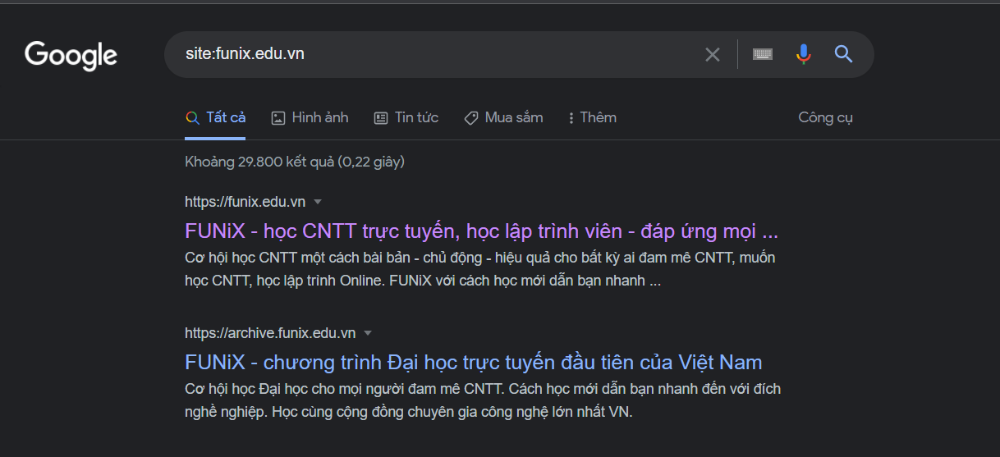 Google
site:funix.edu.vn
Tất cả Hình ảnh Tin tức Mua sắm Thêm Công cụ
Khoảng 29.800 kết quả (0,22 giây)
https://funix.edu.vn
FUNiX - học CNTT trực tuyến, học lập trình viên - đáp ứng mọi ...
Cơ hội học CNTT một cách bài bản - chủ động - hiệu quả cho bất kỳ ai đam mê CNTT, muốn
học CNTT, học lập trình Online. FUNiX với cách học mới dẫn bạn nhanh ...
https://archive.funix.edu.vn
FUNiX - chương trình Đại học trực tuyến đầu tiên của Việt Nam
Cơ hội học Đại học cho mọi người đam mê CNTT. Cách học mới dẫn bạn nhanh đến với đích
nghề nghiệp. Học cùng cộng đồng chuyên gia công nghệ lớn nhất VN.